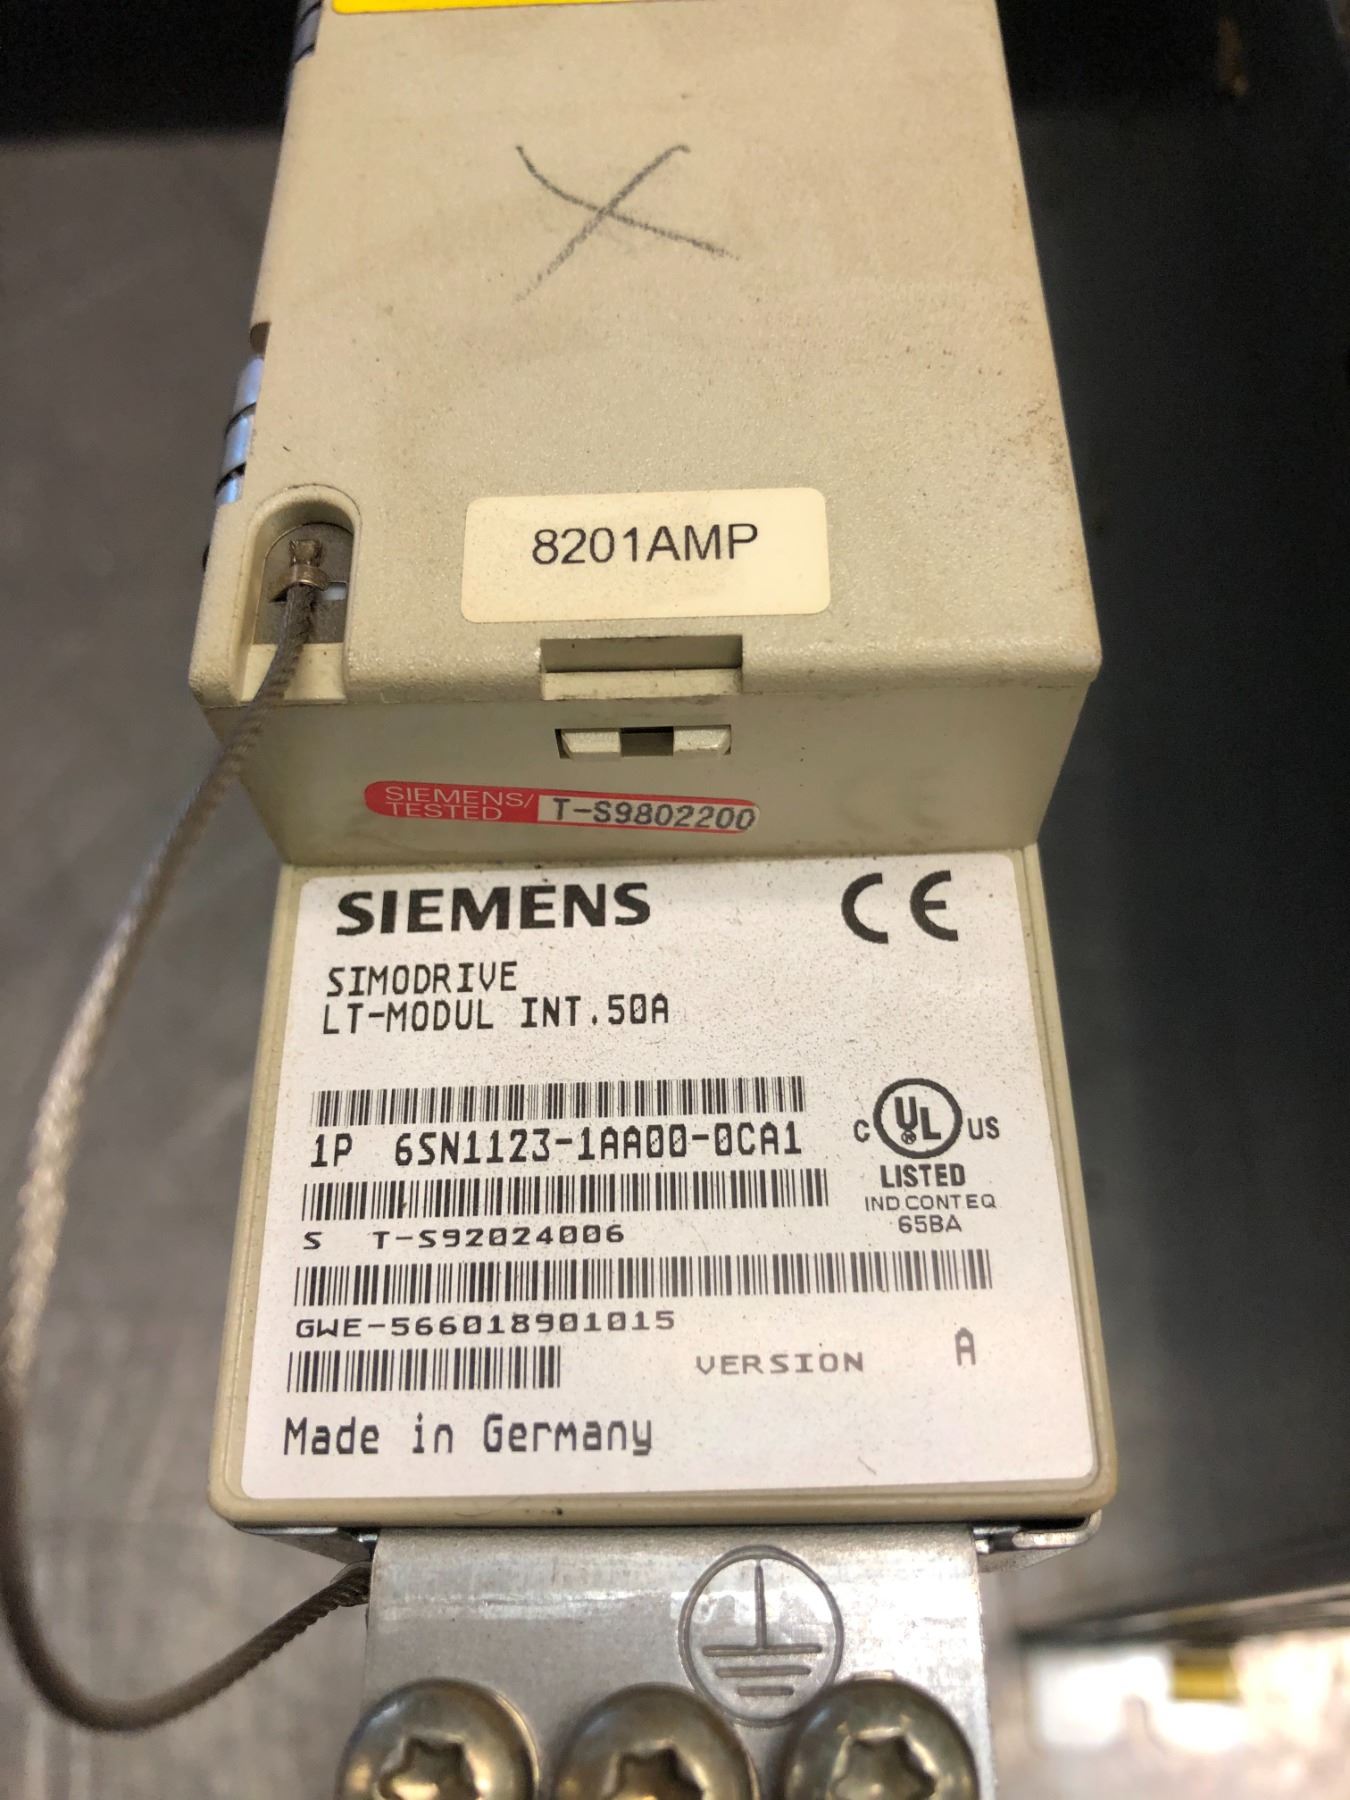 X
8201AMP
SIEMENS/
TESTED T-S9802200
SIEMENS CE
SIMODRIVE
LT-MODUL INT.50A
1P 6SN1123-1AA00-0CA1
C UL US
LISTED
IND CONT EQ
65BA
S T-S92024006
GWE-566018901015
VERSION A
Made in Germany